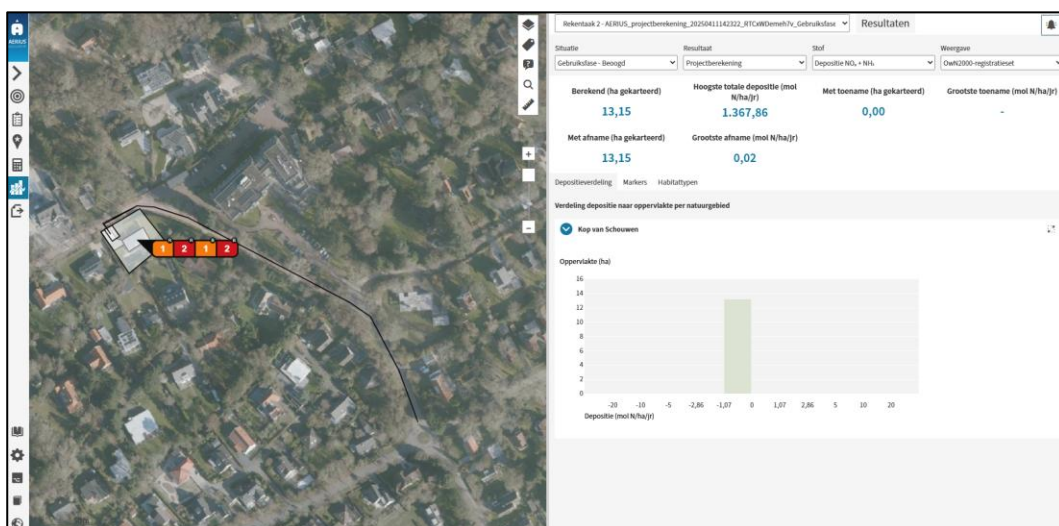 AERIUS
1 2 1 2
Rekentaak 2 - AERIUS_projectberekening_20250411142322_RTCxWDemeh7v_Gebruiksfase
Resultaten
Situatie Resultaat Stof Weergave
Gebruiksfase - Beoogd Projectberekening Depositie NOₓ + NH₃ OwN2000-registratieset
Berekend (ha gekarteerd) Hoogste totale depositie (mol N/ha/jr) Met toename (ha gekarteerd) Grootste toename (mol N/ha/jr)
13,15 1.367,86 0,00 -
Met afname (ha gekarteerd) Grootste afname (mol N/ha/jr)
13,15 0,02
Depositieverdeling Markers Habitattypen
Verdeling depositie naar oppervlakte per natuurgebied
Kop van Schouwen
Oppervlakte (ha)
16
14
12
10
8
6
4
2
0
-20 -10 -5 -2,86 -1,07 0 1,07 2,86 5 10 20
Depositie (mol N/ha/jr)